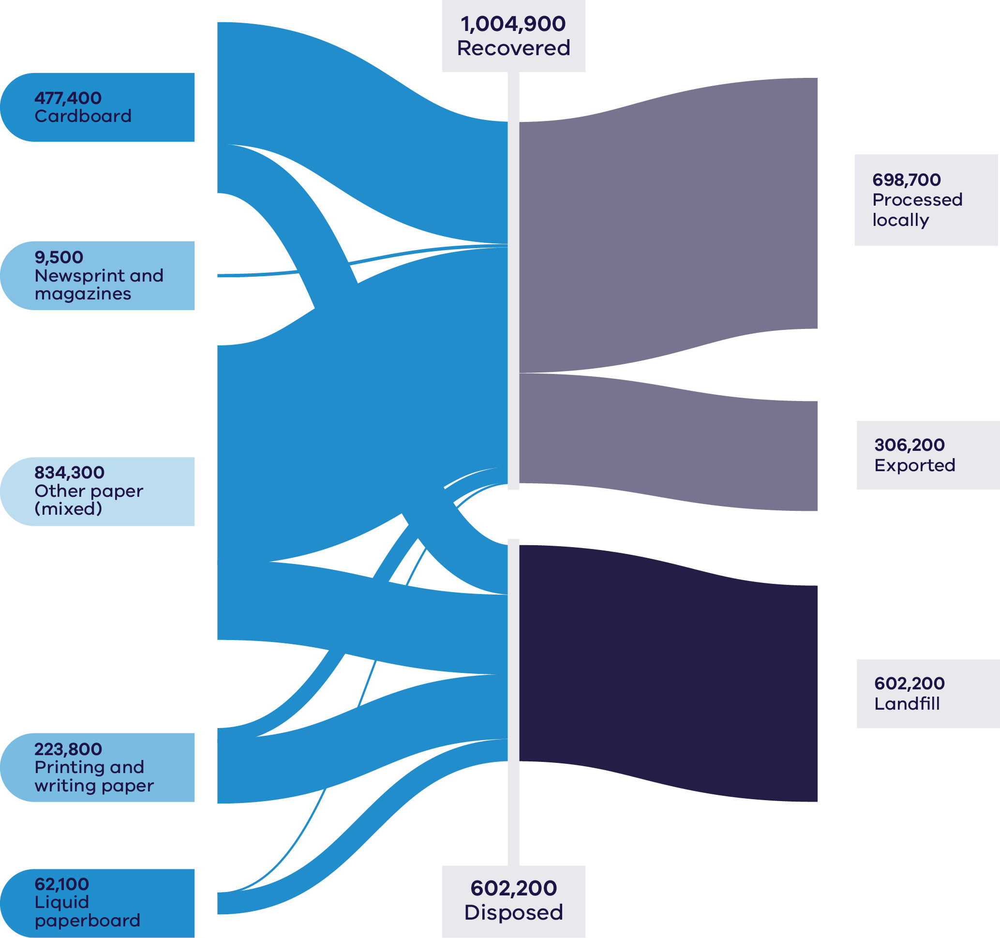 1,004,900
Recovered
477,400
Cardboard
9,500
Newsprint and
magazines
834,300
Other paper
(mixed)
223,800
Printing and
writing paper
62,100
Liquid
paperboard
698,700
Processed
locally
306,200
Exported
602,200
Landfill
602,200
Disposed